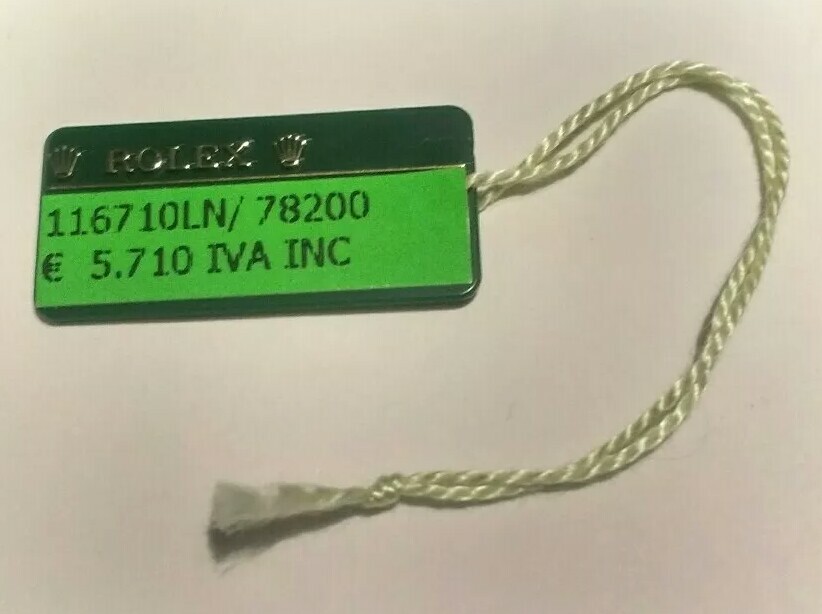 ROLEX
116710LN/ 78200
€ 5.710 IVA INC